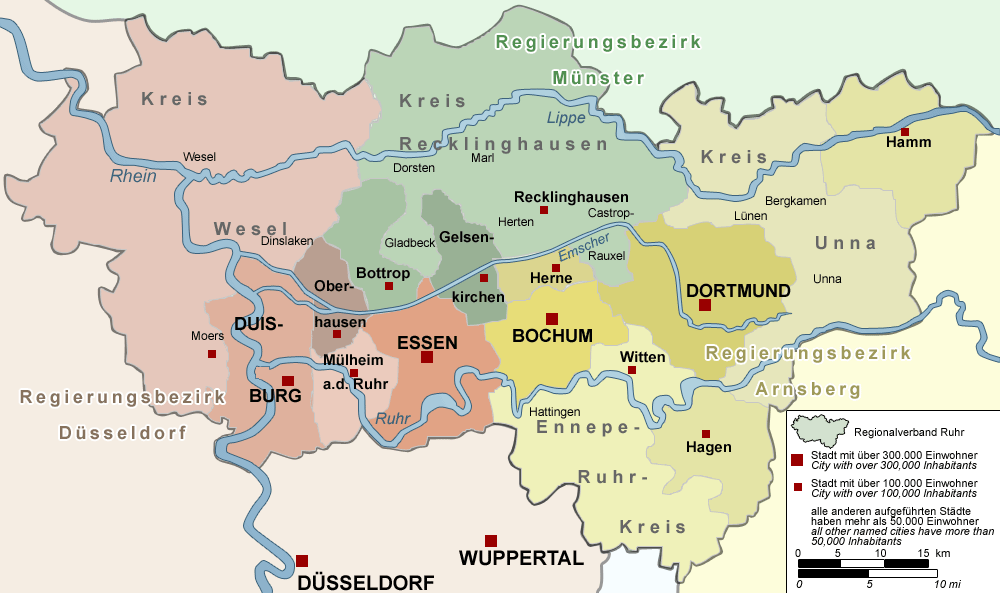 Regierungsbezirk
Münster
Kreis
Kreis
Lippe
Recklinghausen
Hamm
Wesel
Marl
Kreis
Dorsten
Rhein
Recklinghausen
Bergkamen
Castrop-
Lünen
Herten
Wesel
Gelsen-
Dinslaken
Gladbeck
Emscher
Unna
Rauxel
Bottrop
Herne
Unna
Ober-
kirchen
DORTMUND
DUIS-
hausen
Moers
ESSEN
BOCHUM
Regierungsbezirk
Mülheim
Witten
a.d. Ruhr
Arnsberg
Regierungsbezirk
BURG
Ruhr
Hattingen
Düsseldorf
Ennepe-
Hagen
Ruhr-
Kreis
WUPPERTAL
DÜSSELDORF
Regionalverband Ruhr
Stadt mit über 300.000 Einwohner
City with over 300,000 Inhabitants
Stadt mit über 100.000 Einwohner
City with over 100,000 Inhabitants
alle anderen aufgeführten Städte
haben mehr als 50.000 Einwohner
all other named cities have more than
50,000 Inhabitants
0 5 10 15 km
0 5 10 mi